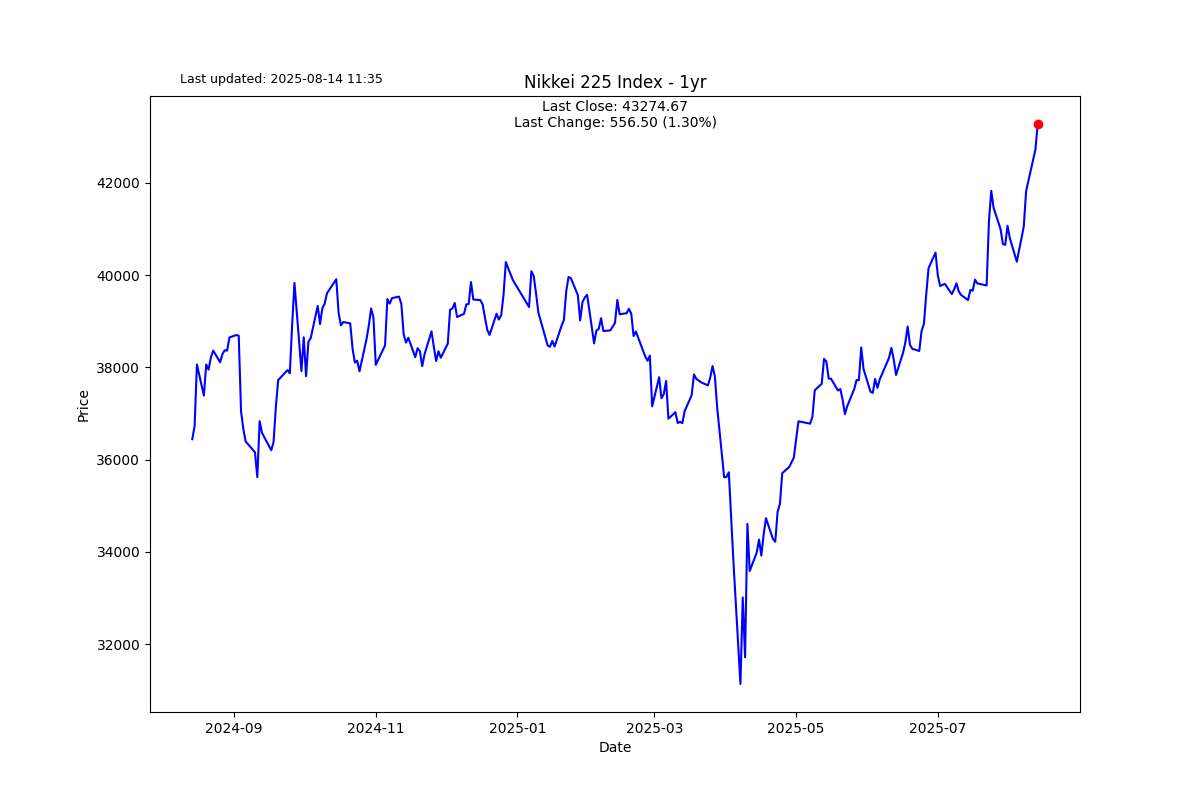 Last updated: 2025-08-14 11:35
Nikkei 225 Index - 1yr
Last Close: 43274.67
Last Change: 556.50 (1.30%)
42000
40000
38000
36000
34000
32000
Price
2024-09
2024-11
2025-01
2025-03
2025-05
2025-07
Date